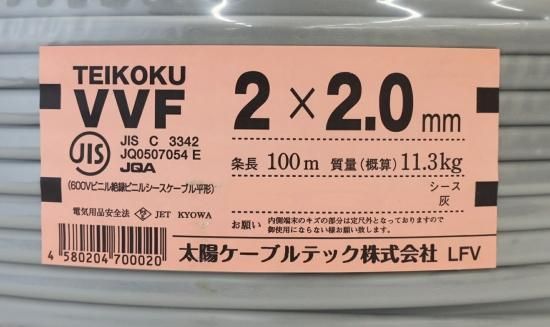 TEIKOKU
VVF 2×2.0mm
JIS
JIS C 3342
JQ0507054 E
JQA
条長 100m 質量(概算)11.3kg
(600Vビニル絶縁ビニルシースケーブル平形)
シース
灰
電気用品安全法 PS E JET KYOWA
お願い 内側端末のキズの部分は定尺外となっておりますので
御使用にならない様お願い致します。
4 580204 700020
太陽ケーブルテック株式会社 LFV